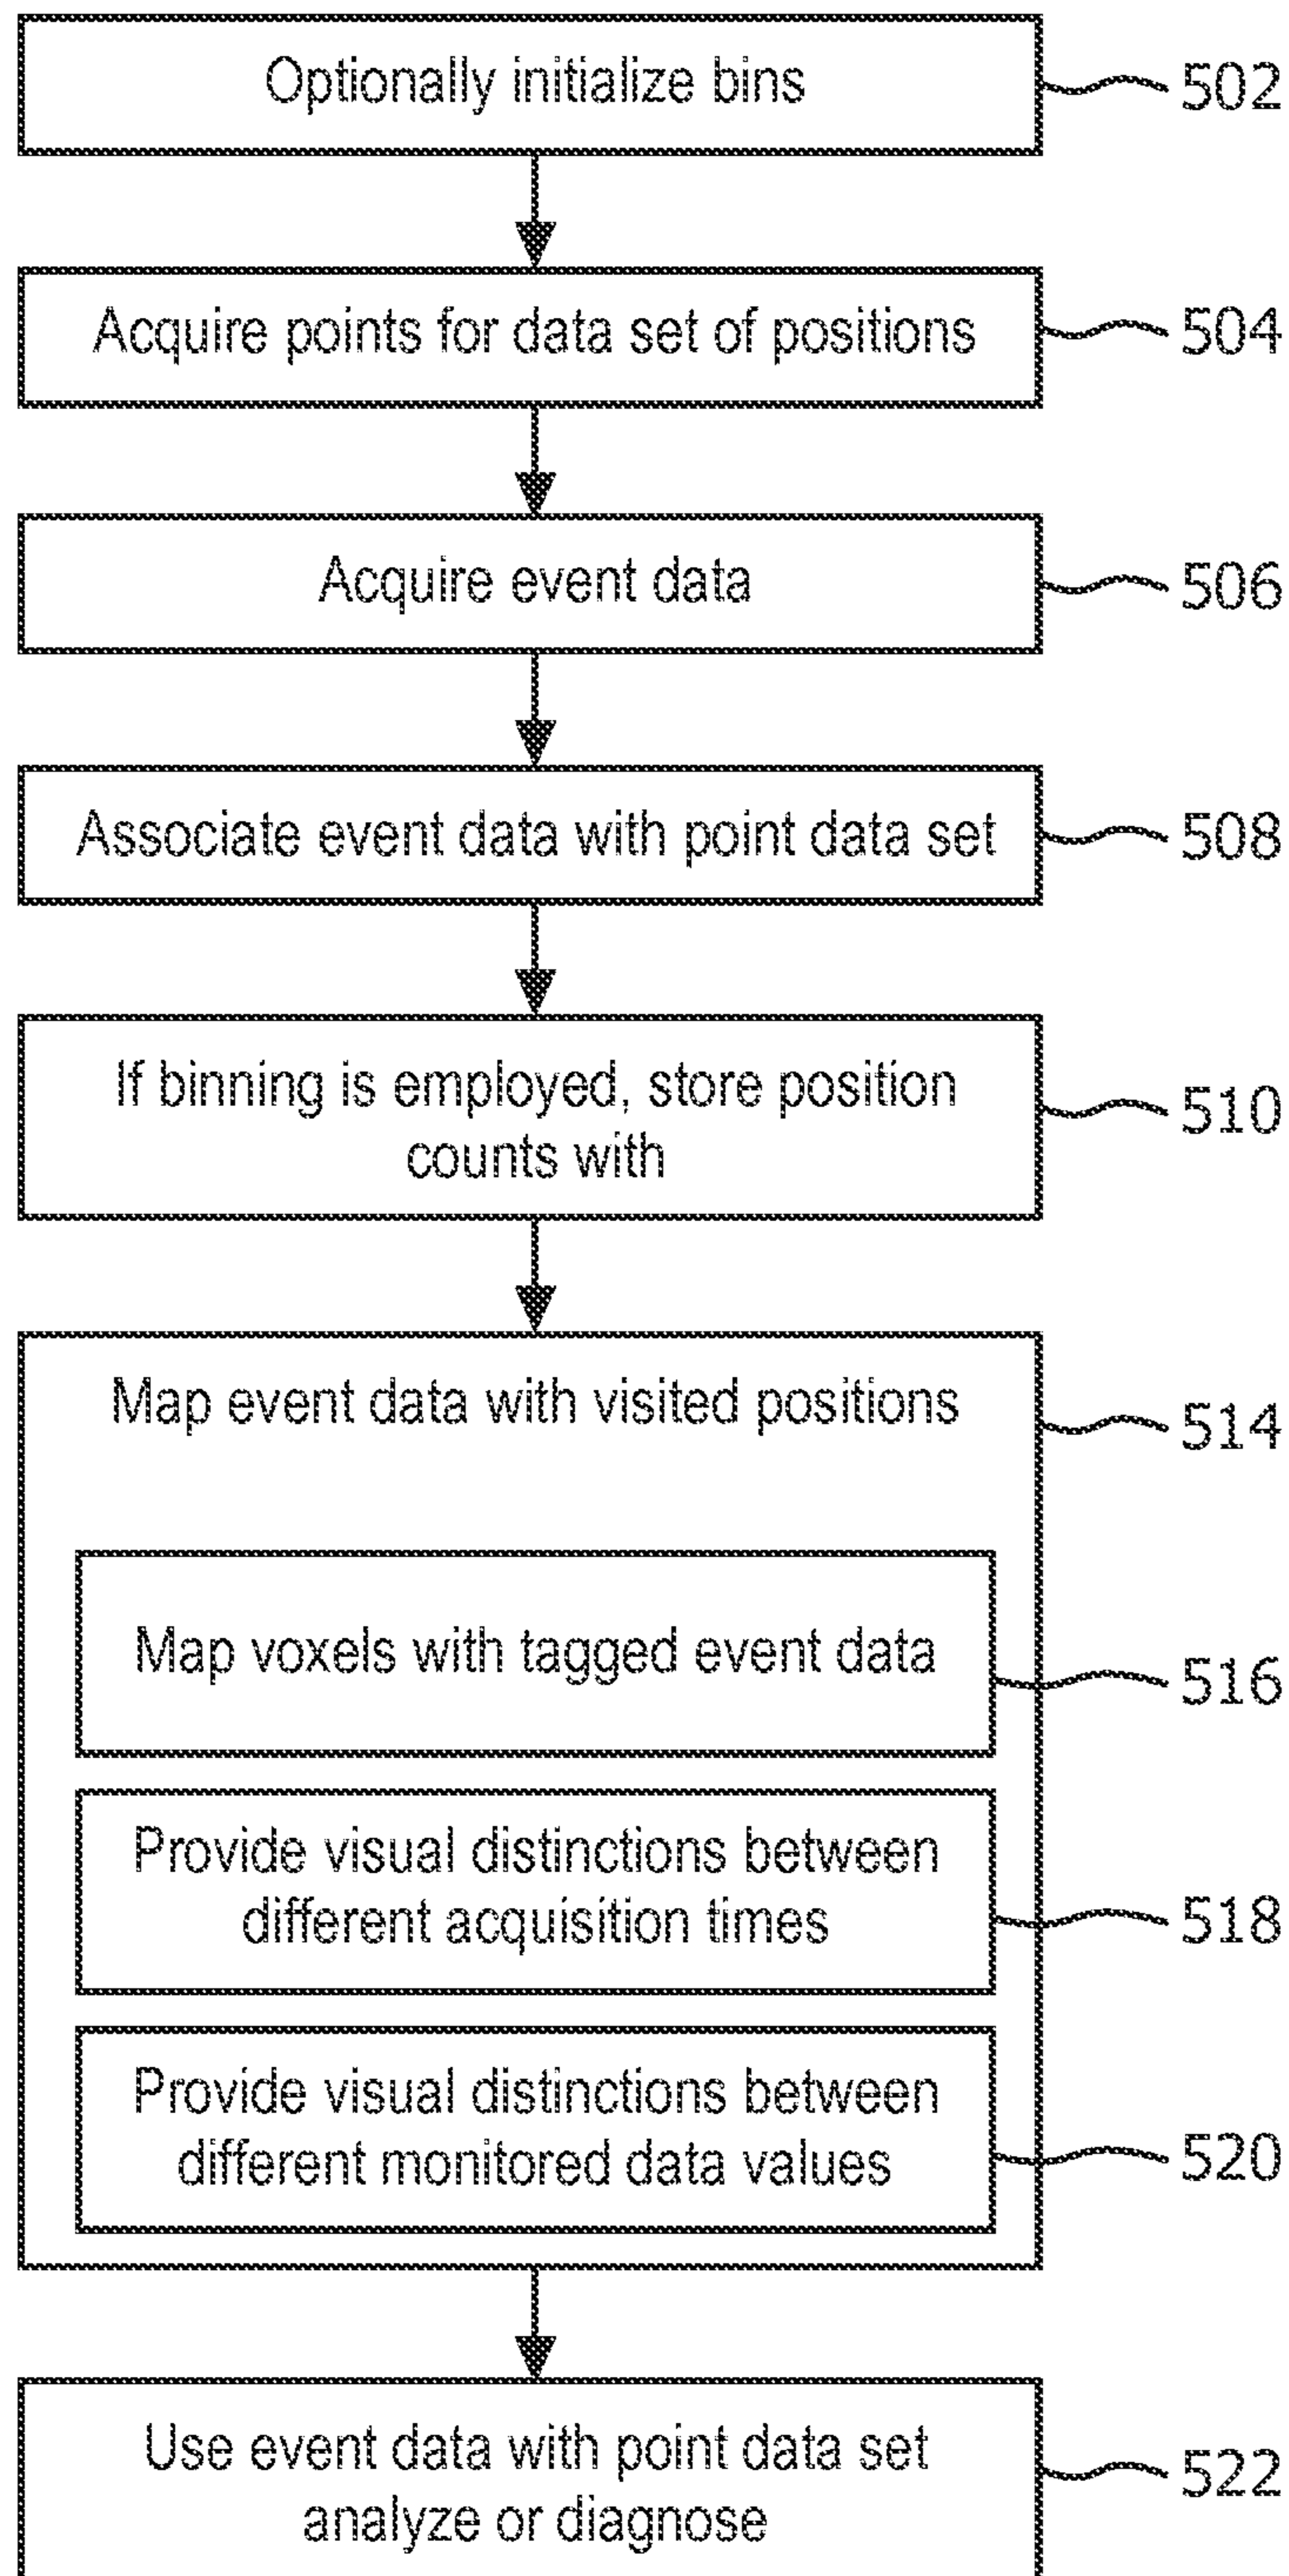 Optionally initialize bins
502
Acquire points for data set of positions
504
Acquire event data
506
Associate event data with point data set
508
If binning is employed, store position
counts with
510
Map event data with visited positions
514
Map voxels with tagged event data
516
Provide visual distinctions between
different acquisition times
518
Provide visual distinctions between
different monitored data values
520
Use event data with point data set
analyze or diagnose
522